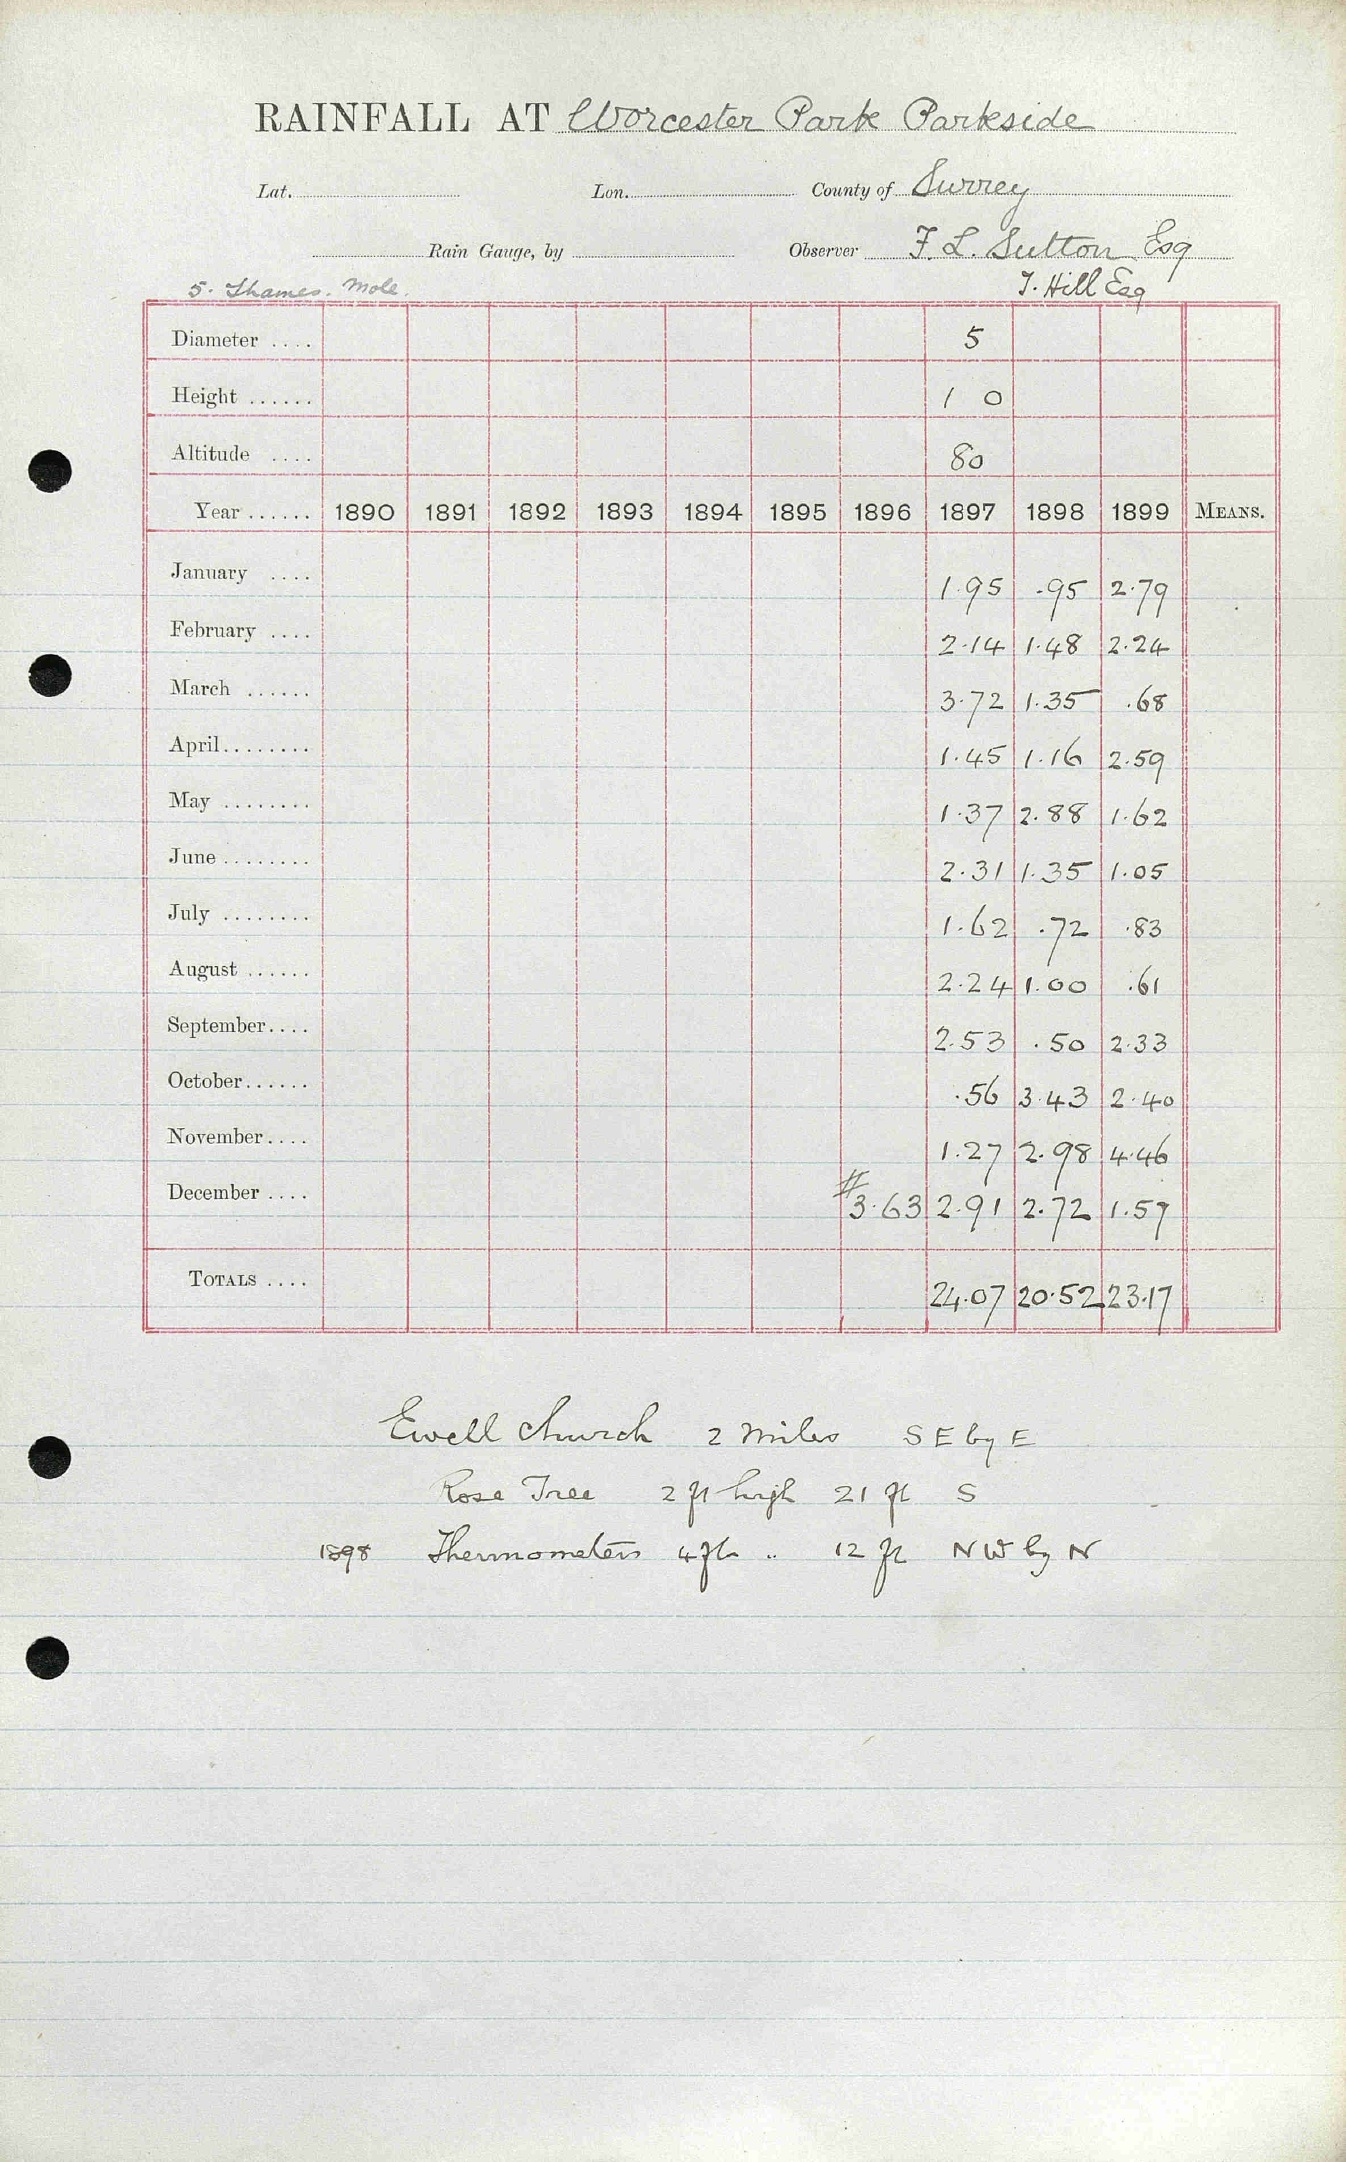 RAINFALL AT Worcester Park Parkside
Lat. Lon. County of Surrey
Rain Gauge, by Observer F. L. Sutton Esq
5. Thames. Mole. T. Hill Esq
Diameter .... 5
Height ...... 1 0
Altitude .... 80
Year ...... 1890 1891 1892 1893 1894 1895 1896 1897 1898 1899 MEANS.
January .... 1.95 .95 2.79
February .... 2.14 1.48 2.24
March ...... 3.72 1.35 .68
April........ 1.45 1.16 2.59
May ........ 1.37 2.88 1.62
June ........ 2.31 1.35 1.05
July ........ 1.62 .72 .83
August ...... 2.24 1.00 .61
September.... 2.53 .50 2.33
October...... .56 3.43 2.40
November.... 1.27 2.98 4.46
December .... #3.63 2.91 2.72 1.57
TOTALS .... 24.07 20.52 23.17
Ewell Church 2 miles S E by E
Rose Tree 2 ft high 21 ft S
1898 Thermometers 4 ft " 12 ft N W by N